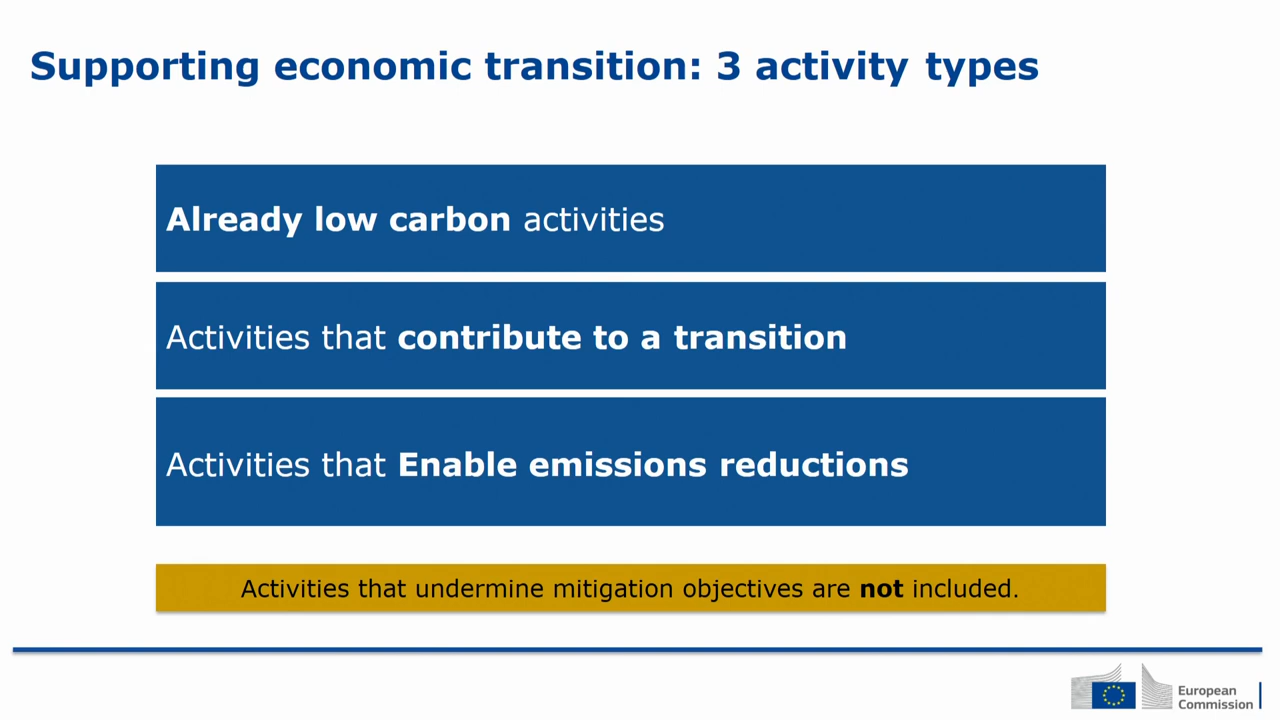 Supporting economic transition: 3 activity types
Already low carbon activities
Activities that contribute to a transition
Activities that Enable emissions reductions
Activities that undermine mitigation objectives are not included.
European
Commission